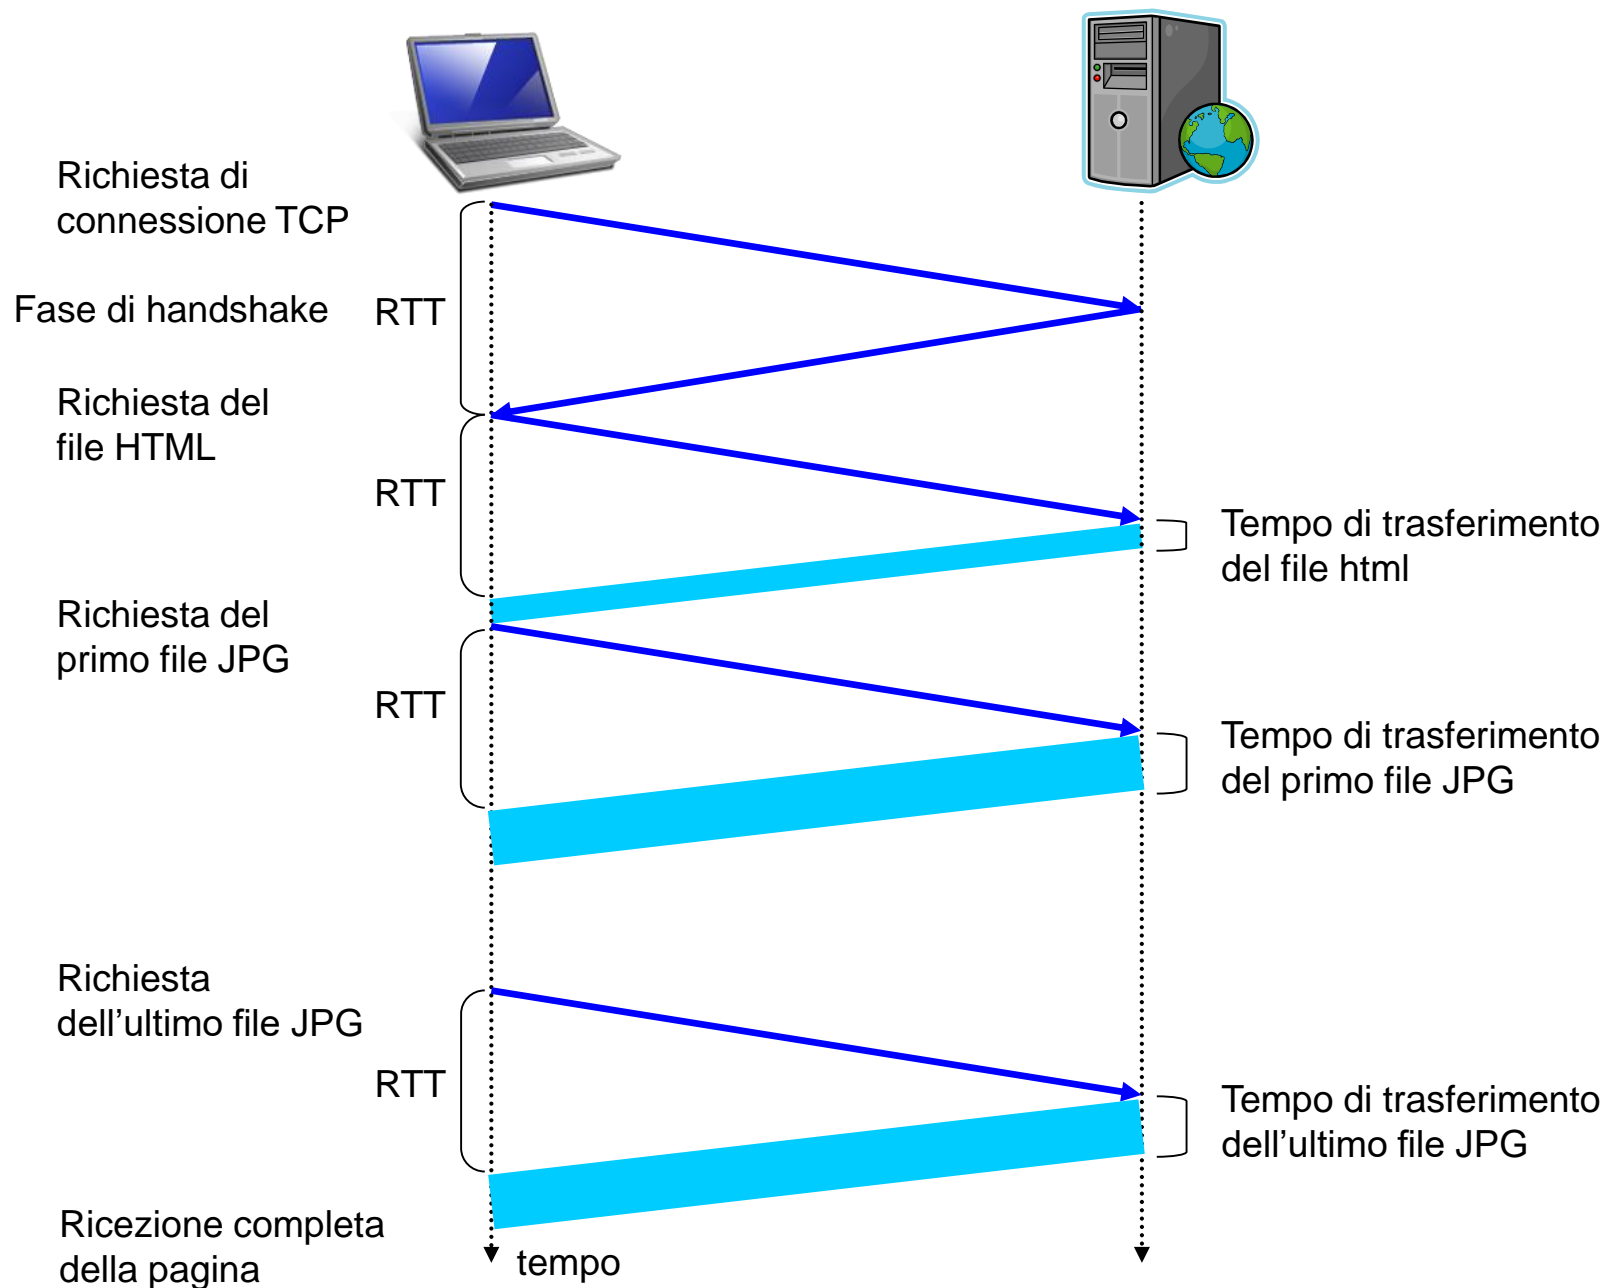 Richiesta di
connessione TCP
Fase di handshake
RTT
Richiesta del
file HTML
RTT
Tempo di trasferimento
del file html
Richiesta del
primo file JPG
RTT
Tempo di trasferimento
del primo file JPG
Richiesta
dell’ultimo file JPG
RTT
Tempo di trasferimento
dell’ultimo file JPG
Ricezione completa
della pagina
tempo